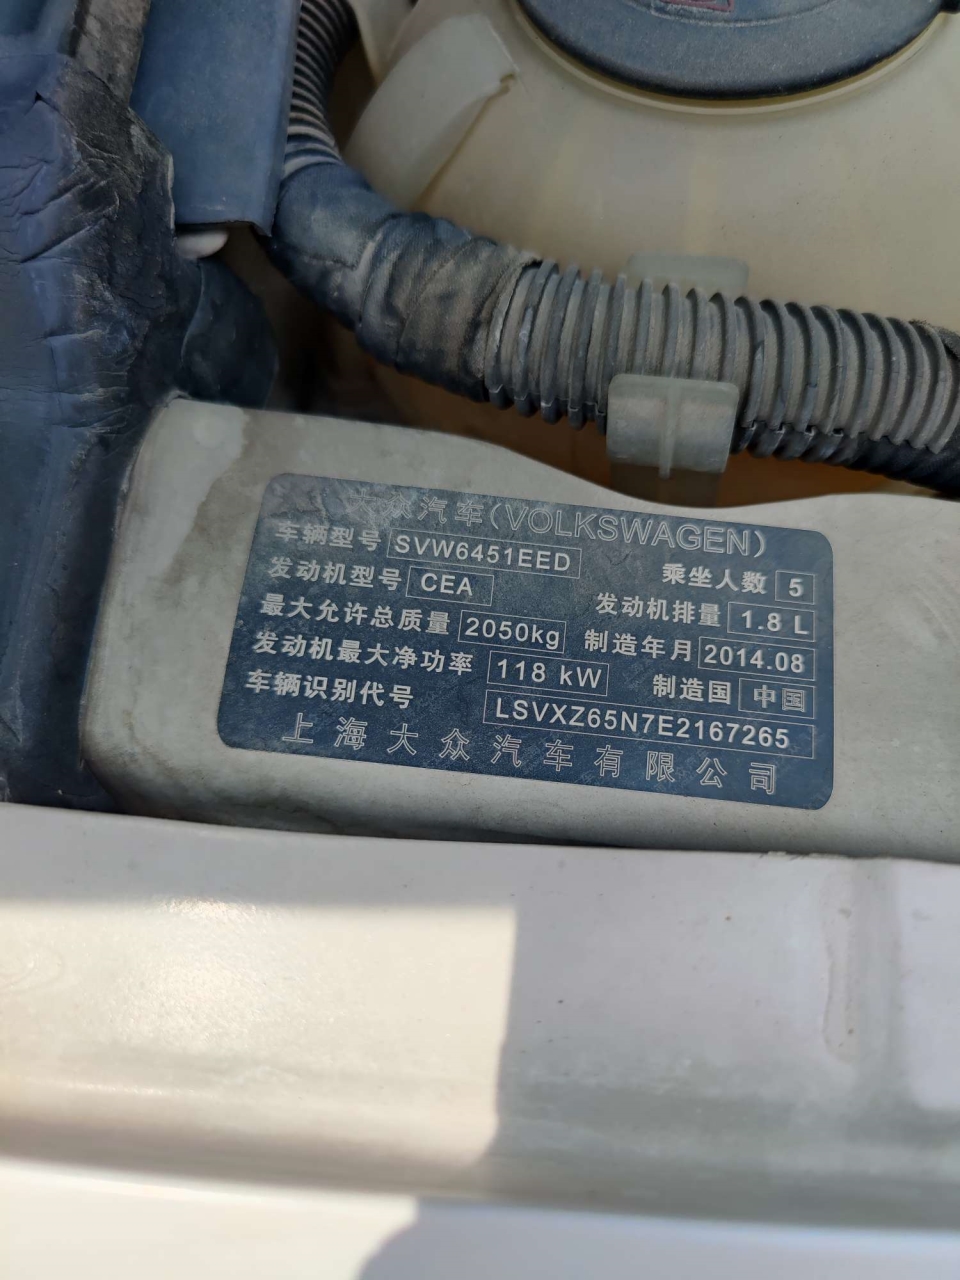 大众汽车(VOLKSWAGEN)
车辆型号 SVW6451EED 乘坐人数 5
发动机型号 CEA 发动机排量 1.8 L
最大允许总质量 2050kg 制造年月 2014.08
发动机最大净功率 118 kW 制造国 中国
车辆识别代号 LSVXZ65N7E2167265
上海大众汽车有限公司